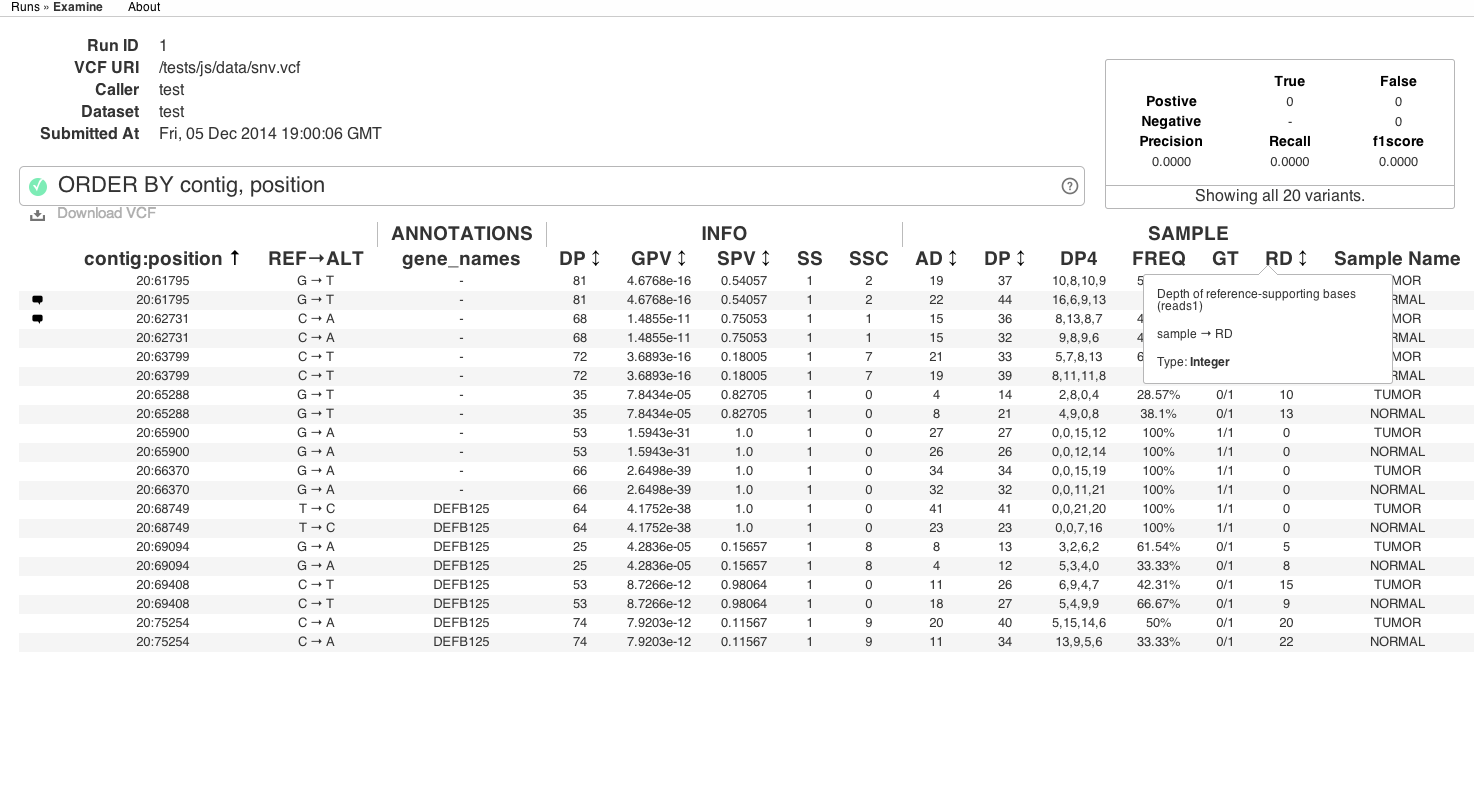 Runs » Examine About
Run ID 1
VCF URI /tests/js/data/snv.vcf
Caller test
Dataset test
Submitted At Fri, 05 Dec 2014 19:00:06 GMT
True False
Postive 0 0
Negative - 0
Precision Recall f1score
0.0000 0.0000 0.0000
Showing all 20 variants.
ORDER BY contig, position ?
Download VCF
ANNOTATIONS INFO SAMPLE
contig:position ↑ REF→ALT gene_names DP ↕ GPV ↕ SPV ↕ SS SSC AD ↕ DP ↕ DP4 FREQ GT RD ↕ Sample Name
20:61795 G → T - 81 4.6768e-16 0.54057 1 2 19 37 10,8,10,9 5 MOR
20:61795 G → T - 81 4.6768e-16 0.54057 1 2 22 44 16,6,9,13 RMAL
20:62731 C → A - 68 1.4855e-11 0.75053 1 1 15 36 8,13,8,7 4 MOR
20:62731 C → A - 68 1.4855e-11 0.75053 1 1 15 32 9,8,9,6 4 RMAL
20:63799 C → T - 72 3.6893e-16 0.18005 1 7 21 33 5,7,8,13 6 MOR
20:63799 C → T - 72 3.6893e-16 0.18005 1 7 19 39 8,11,11,8 RMAL
Depth of reference-supporting bases
(reads1)
sample → RD
Type: Integer
20:65288 G → T - 35 7.8434e-05 0.82705 1 0 4 14 2,8,0,4 28.57% 0/1 10 TUMOR
20:65288 G → T - 35 7.8434e-05 0.82705 1 0 8 21 4,9,0,8 38.1% 0/1 13 NORMAL
20:65900 G → A - 53 1.5943e-31 1.0 1 0 27 27 0,0,15,12 100% 1/1 0 TUMOR
20:65900 G → A - 53 1.5943e-31 1.0 1 0 26 26 0,0,12,14 100% 1/1 0 NORMAL
20:66370 G → A - 66 2.6498e-39 1.0 1 0 34 34 0,0,15,19 100% 1/1 0 TUMOR
20:66370 G → A - 66 2.6498e-39 1.0 1 0 32 32 0,0,11,21 100% 1/1 0 NORMAL
20:68749 T → C DEFB125 64 4.1752e-38 1.0 1 0 41 41 0,0,21,20 100% 1/1 0 TUMOR
20:68749 T → C DEFB125 64 4.1752e-38 1.0 1 0 23 23 0,0,7,16 100% 1/1 0 NORMAL
20:69094 G → A DEFB125 25 4.2836e-05 0.15657 1 8 8 13 3,2,6,2 61.54% 0/1 5 TUMOR
20:69094 G → A DEFB125 25 4.2836e-05 0.15657 1 8 4 12 5,3,4,0 33.33% 0/1 8 NORMAL
20:69408 C → T DEFB125 53 8.7266e-12 0.98064 1 0 11 26 6,9,4,7 42.31% 0/1 15 TUMOR
20:69408 C → T DEFB125 53 8.7266e-12 0.98064 1 0 18 27 5,4,9,9 66.67% 0/1 9 NORMAL
20:75254 C → A DEFB125 74 7.9203e-12 0.11567 1 9 20 40 5,15,14,6 50% 0/1 20 TUMOR
20:75254 C → A DEFB125 74 7.9203e-12 0.11567 1 9 11 34 13,9,5,6 33.33% 0/1 22 NORMAL